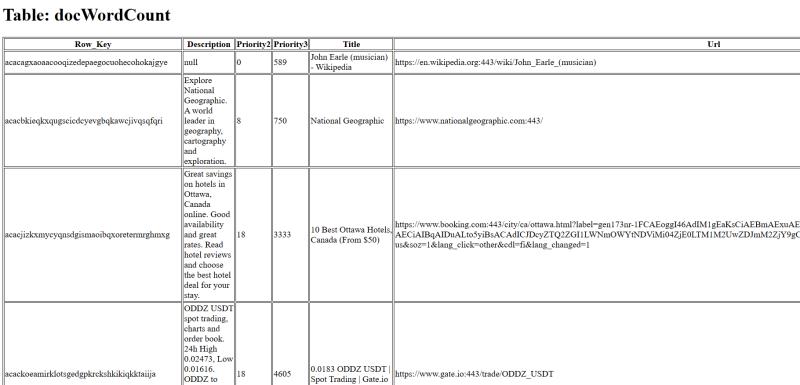 Table: docWordCount
Row_Key Description Priority2 Priority3 Title Url
acacagxaoaacooqizedepaegocuohecohokajgye null 0 589 John Earle (musician) - Wikipedia https://en.wikipedia.org:443/wiki/John_Earle_(musician)
acacbkieqkxqugscicdcyevgbqkawcjivqsqfqri
Explore
National
Geographic.
A world
leader in
geography,
cartography
and
exploration.
8 750 National Geographic https://www.nationalgeographic.com:443/
acacjizkxmycyqnsdgismaoibqxoretermrghmxg
Great savings
on hotels in
Ottawa,
Canada
online. Good
availability
and great
rates. Read
hotel reviews
and choose
the best hotel
deal for your
stay.
18 3333
10 Best Ottawa Hotels,
Canada (From $50)
https://www.booking.com:443/city/ca/ottawa.html?label=gen173nr-1FCAEoggI46AdIM1gEaKsCiAEBmAExuAE
us&soz=1&lang_click=other&cdl=fi&lang_changed=1
acackoeamirklotsgedgpkrckshkikiqkktaiija
ODDZ USDT
spot trading,
charts and
order book.
24h High
0.02473, Low
0.01616.
ODDZ to
18 4605
0.0183 ODDZ USDT |
Spot Trading | Gate.io
https://www.gate.io:443/trade/ODDZ_USDT